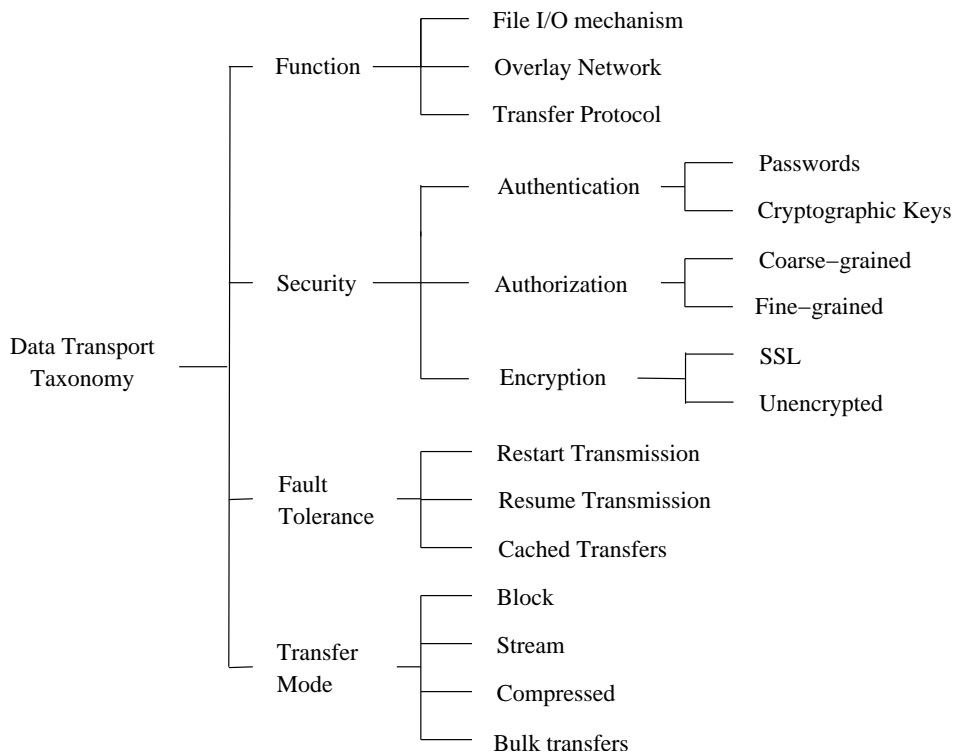 File I/O mechanism
Function
Overlay Network
Transfer Protocol
Passwords
Authentication
Cryptographic Keys
Coarse−grained
Security
Authorization
Fine−grained
Data Transport
Taxonomy
SSL
Encryption
Unencrypted
Restart Transmission
Fault
Tolerance
Resume Transmission
Cached Transfers
Block
Stream
Transfer
Mode
Compressed
Bulk transfers